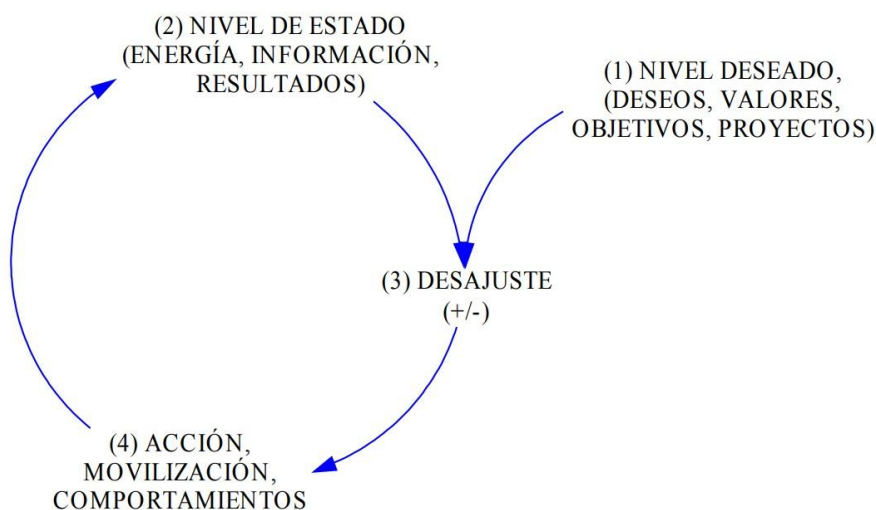 (2) NIVEL DE ESTADO
(ENERGÍA, INFORMACIÓN,
RESULTADOS)
(1) NIVEL DESEADO,
(DESEOS, VALORES,
OBJETIVOS, PROYECTOS)
(3) DESAJUSTE
(+/-)
(4) ACCIÓN,
MOVILIZACIÓN,
COMPORTAMIENTOS